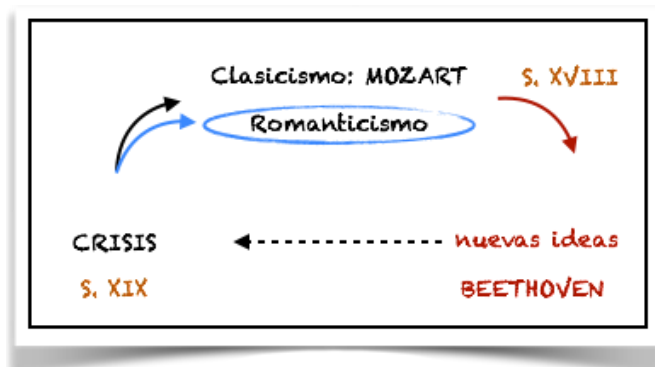 Clasicismo: MOZART S. XVIII
Romanticismo
CRISIS nuevas ideas
S. XIX BEETHOVEN